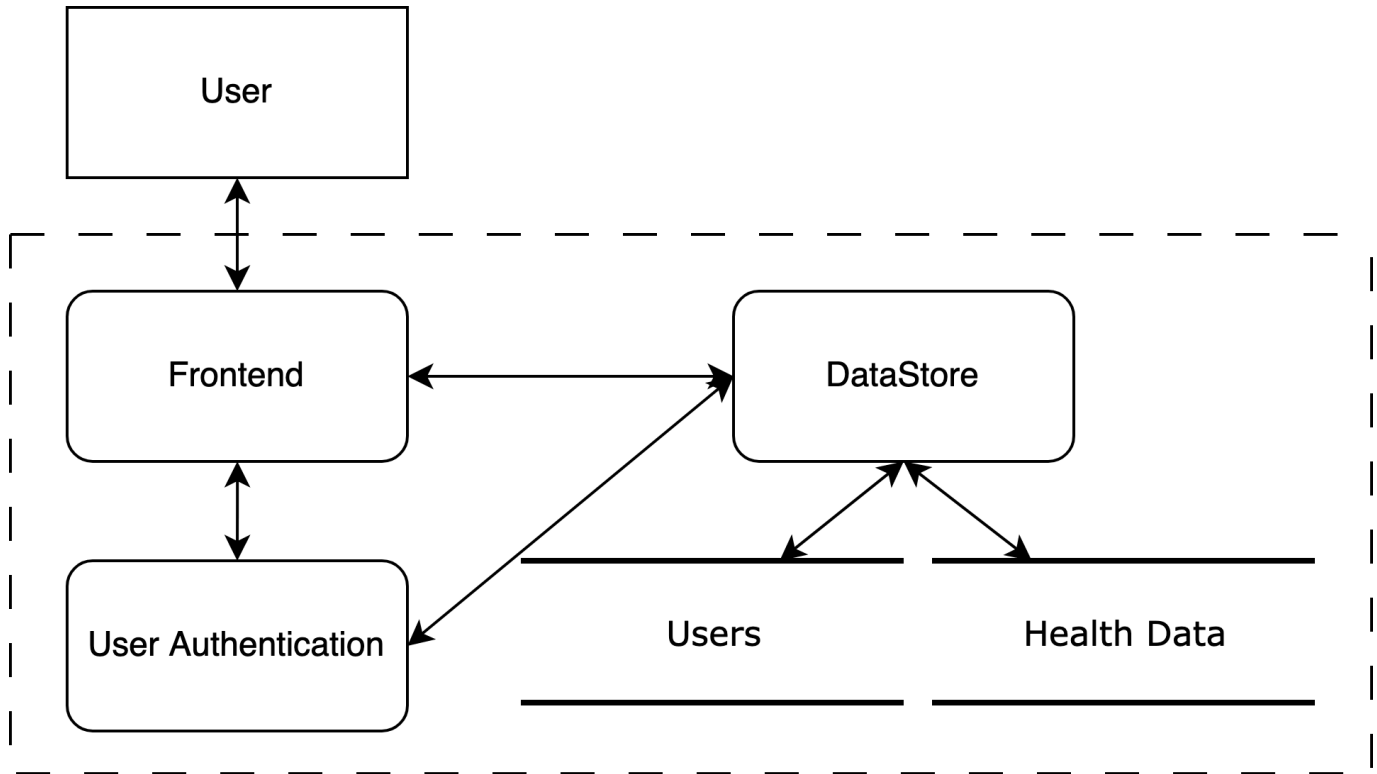 User
Frontend
DataStore
User Authentication
Users
Health Data